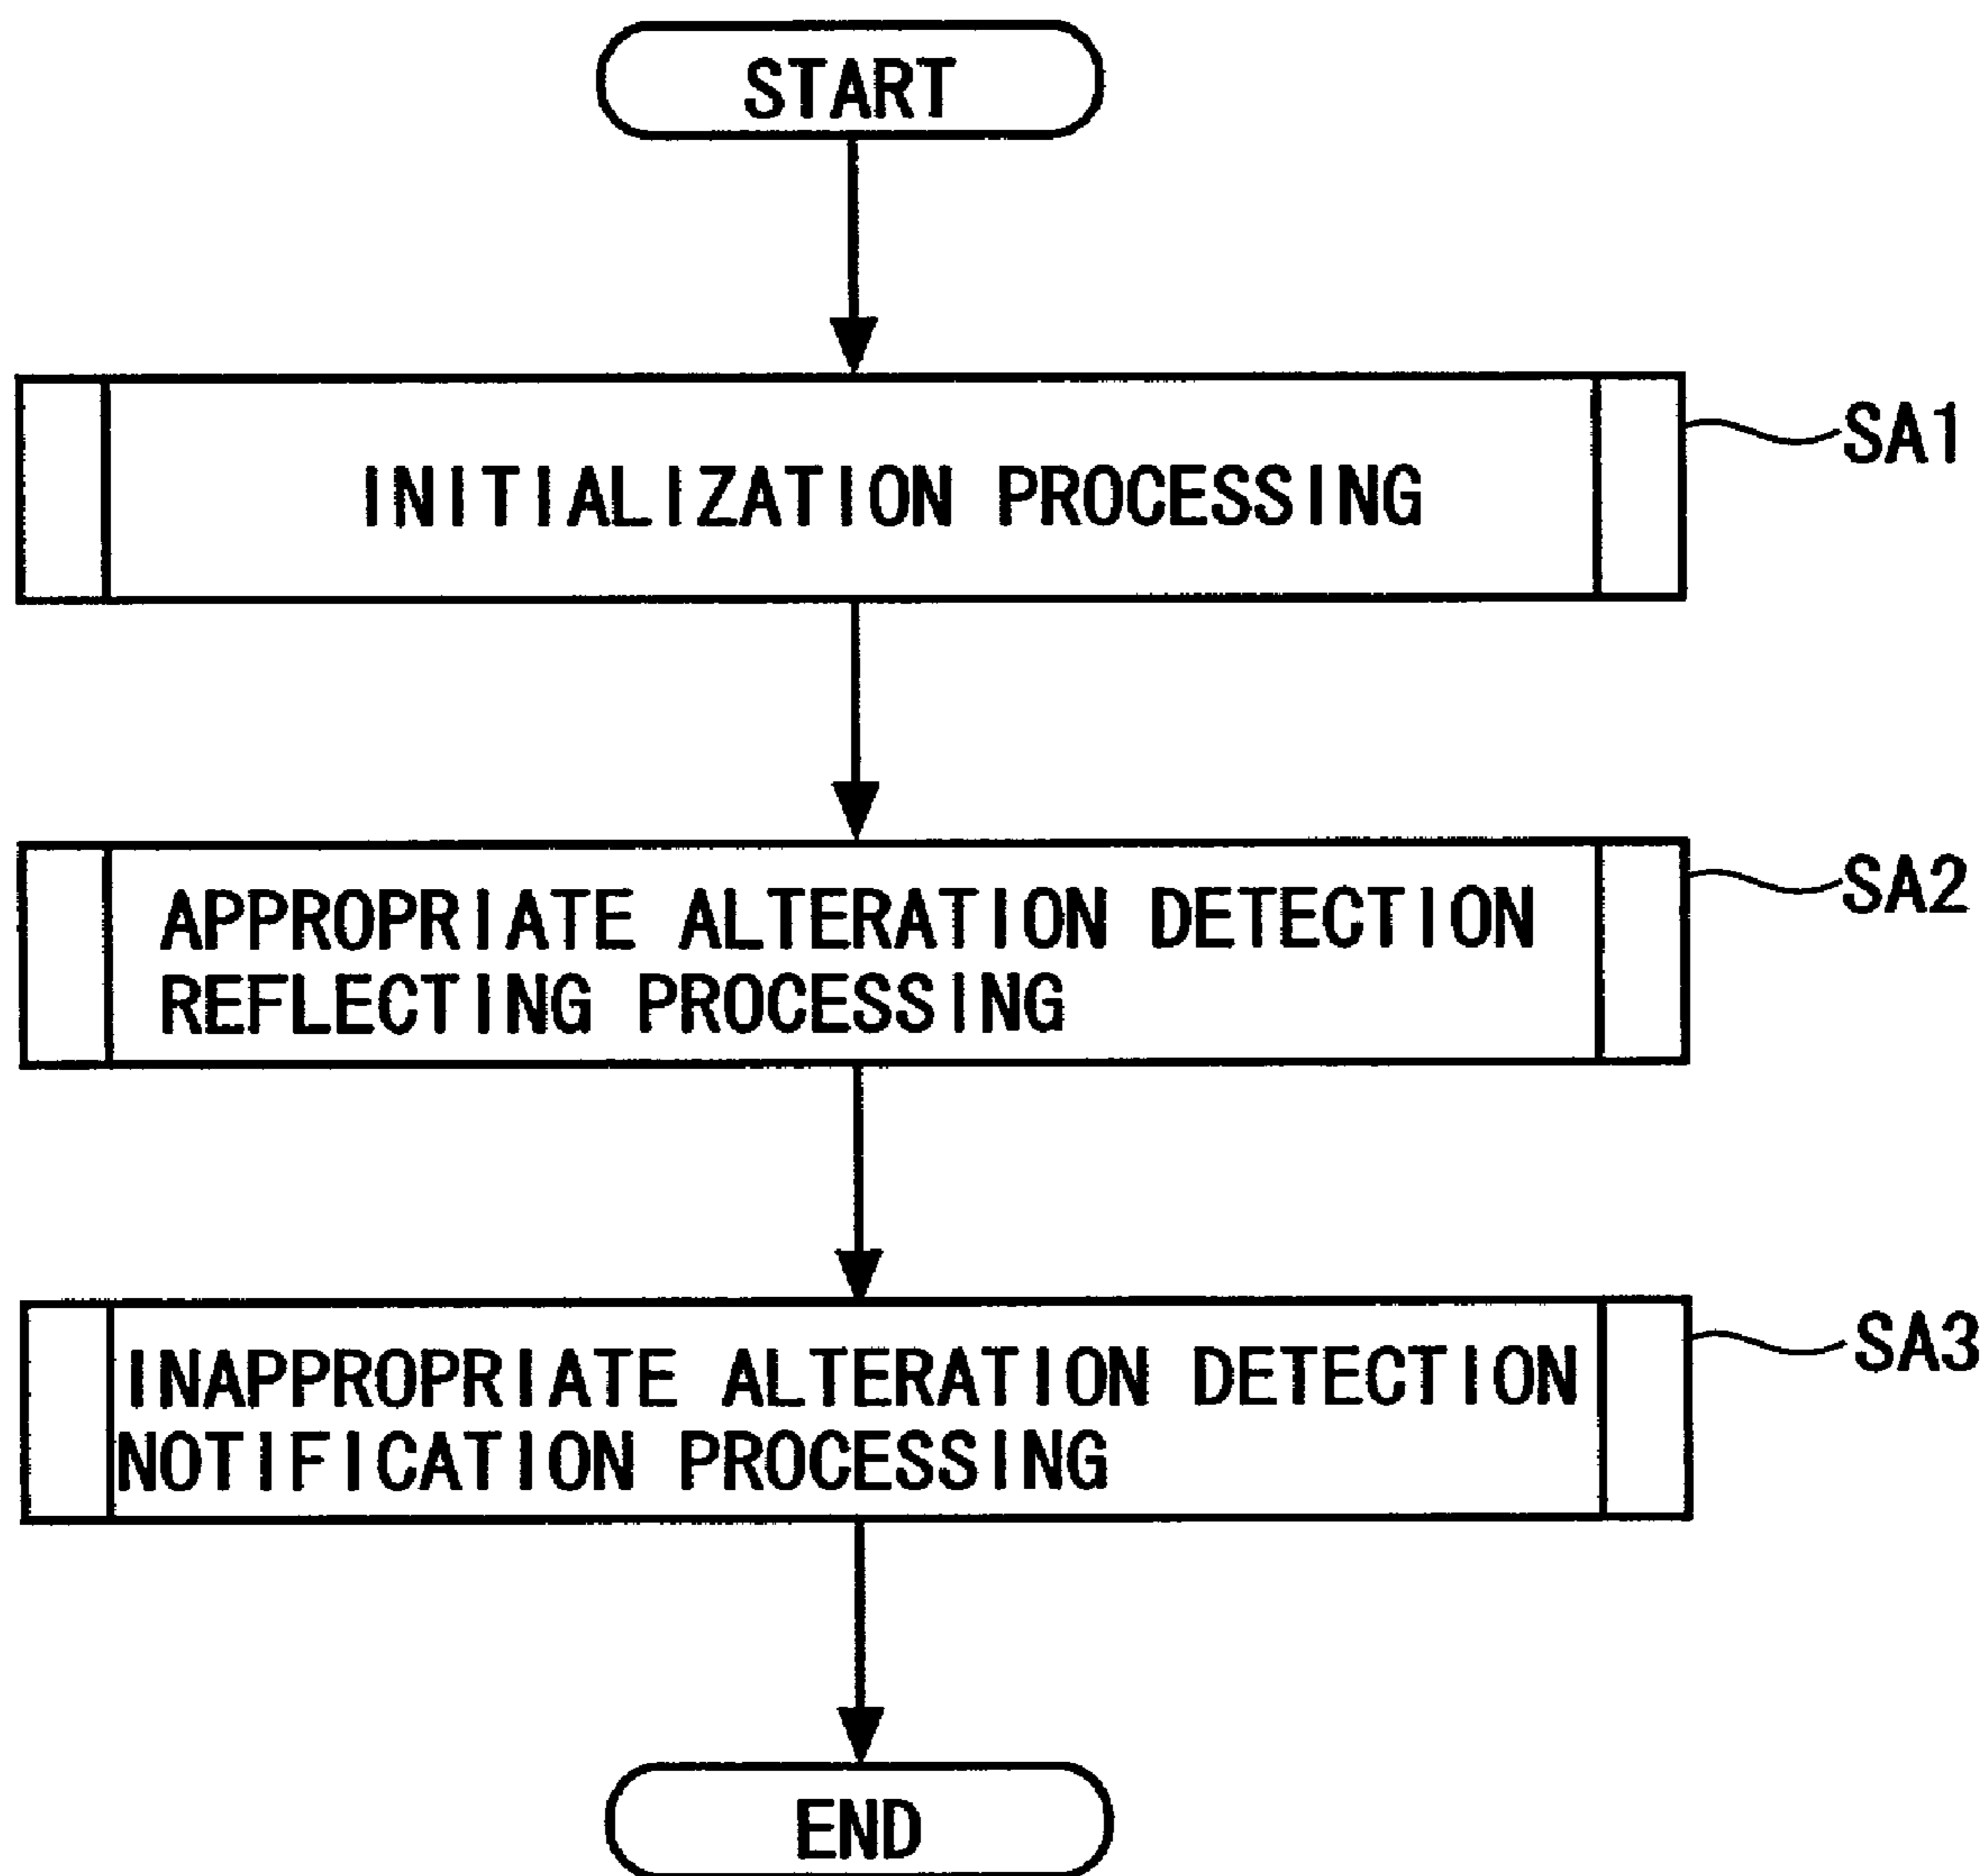 START
INITIALIZATION PROCESSING
SA1
APPROPRIATE ALTERATION DETECTION
REFLECTING PROCESSING
SA2
INAPPROPRIATE ALTERATION DETECTION
NOTIFICATION PROCESSING
SA3
END